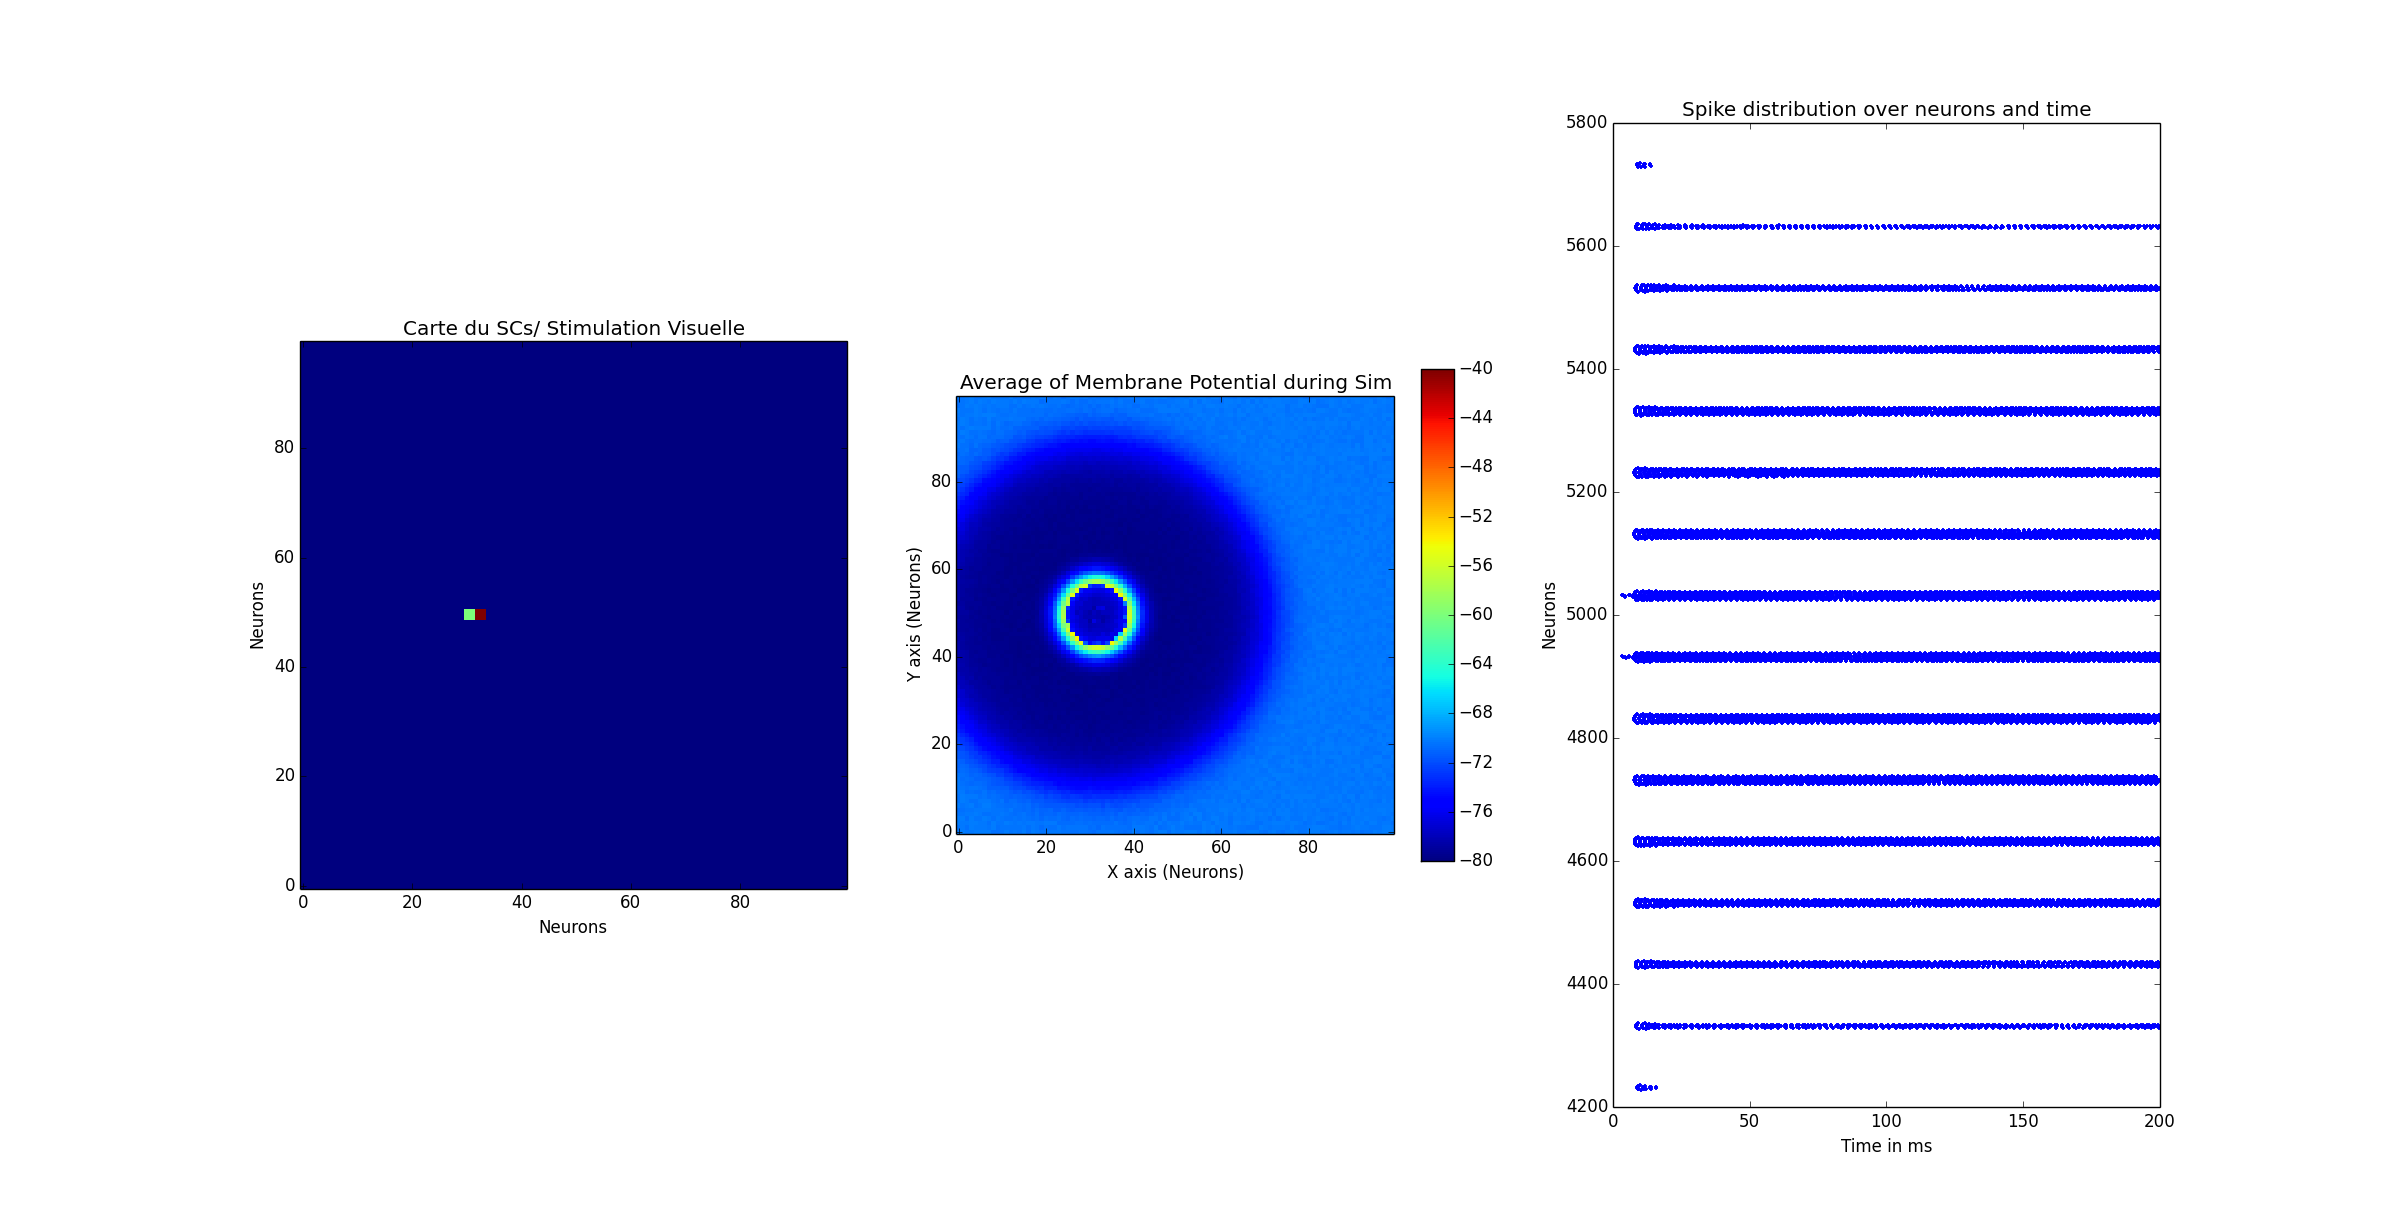 Carte du SCs/ Stimulation Visuelle
80
60
40
20
0
0 20 40 60 80
Neurons
Neurons
Average of Membrane Potential during Sim
80
60
40
20
0
0 20 40 60 80
Y axis (Neurons)
X axis (Neurons)
−40
−44
−48
−52
−56
−60
−64
−68
−72
−76
−80
Spike distribution over neurons and time
5800
5600
5400
5200
5000
4800
4600
4400
4200
0 50 100 150 200
Neurons
Time in ms